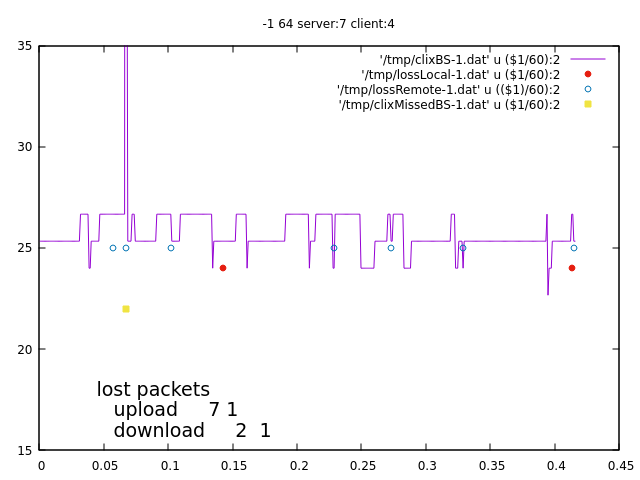 -1 64 server:7 client:4
'/tmp/clixBS-1.dat' u ($1/60):2
'/tmp/lossLocal-1.dat' u ($1/60):2
'/tmp/lossRemote-1.dat' u (($1)/60):2
'/tmp/clixMissedBS-1.dat' u ($1/60):2
35
30
25
20
15
lost packets
upload 7 1
download 2 1
0 0.05 0.1 0.15 0.2 0.25 0.3 0.35 0.4 0.45